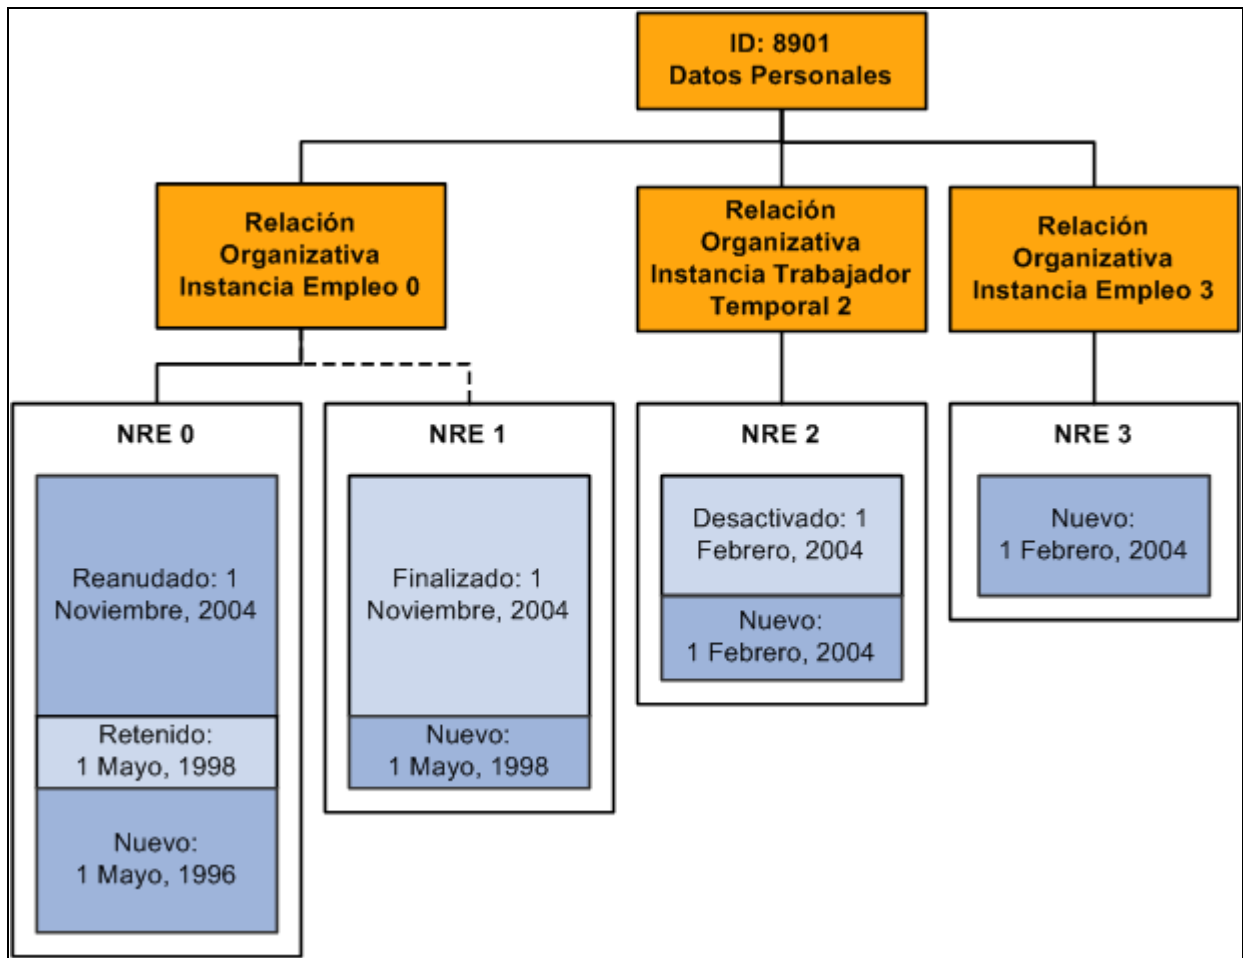 ID: 8901
Datos Personales
Relación
Organizativa
Instancia Empleo 0
Relación
Organizativa
Instancia Trabajador
Temporal 2
Relación
Organizativa
Instancia Empleo 3
NRE 0
Reanudado: 1
Noviembre, 2004
Retenido:
1 Mayo, 1998
Nuevo:
1 Mayo, 1996
NRE 1
Finalizado: 1
Noviembre, 2004
Nuevo:
1 Mayo, 1998
NRE 2
Desactivado: 1
Febrero, 2004
Nuevo:
1 Febrero, 2004
NRE 3
Nuevo:
1 Febrero, 2004